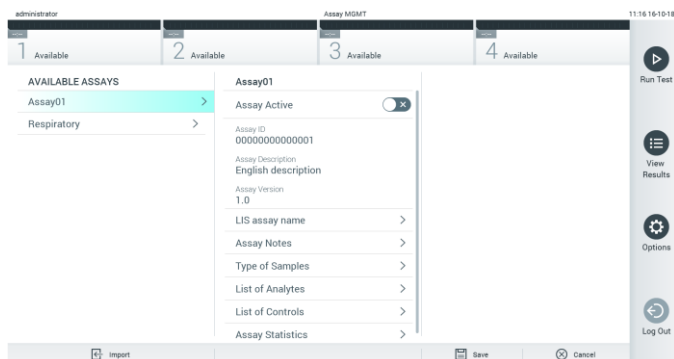 administrator Assay MGMT 11:16 16-10-18
--:-- --:-- --:-- --:--
1 Available 2 Available 3 Available 4 Available
Run Test
AVAILABLE ASSAYS
Assay01
Respiratory
Assay01
Assay Active
Assay ID
00000000000001
Assay Description
English description
Assay Version
1.0
LIS assay name
Assay Notes
Type of Samples
List of Analytes
List of Controls
Assay Statistics
View
Results
Options
Log Out
Import Save Cancel